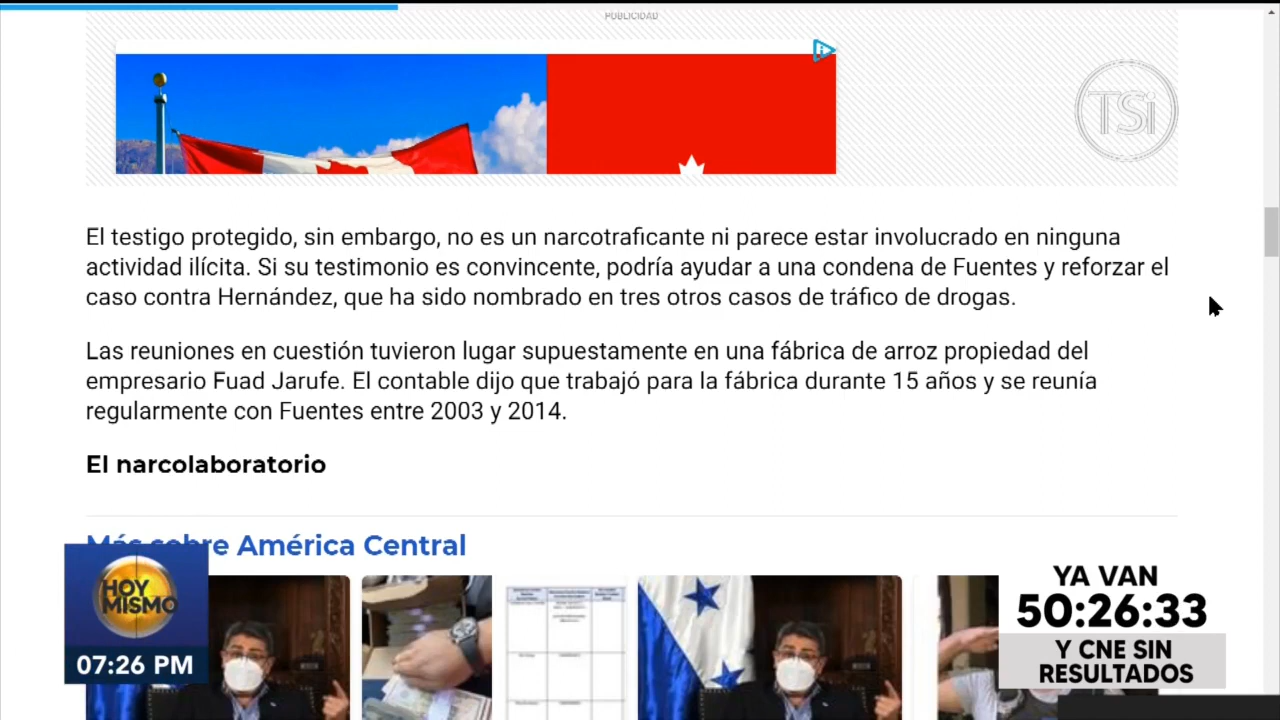 PUBLICIDAD
TSi
El testigo protegido, sin embargo, no es un narcotraficante ni parece estar involucrado en ninguna
actividad ilícita. Si su testimonio es convincente, podría ayudar a una condena de Fuentes y reforzar el
caso contra Hernández, que ha sido nombrado en tres otros casos de tráfico de drogas.
Las reuniones en cuestión tuvieron lugar supuestamente en una fábrica de arroz propiedad del
empresario Fuad Jarufe. El contable dijo que trabajó para la fábrica durante 15 años y se reunía
regularmente con Fuentes entre 2003 y 2014.
El narcolaboratorio
Más sobre América Central
HOY
MISMO
07:26 PM
YA VAN
50:26:33
Y CNE SIN
RESULTADOS